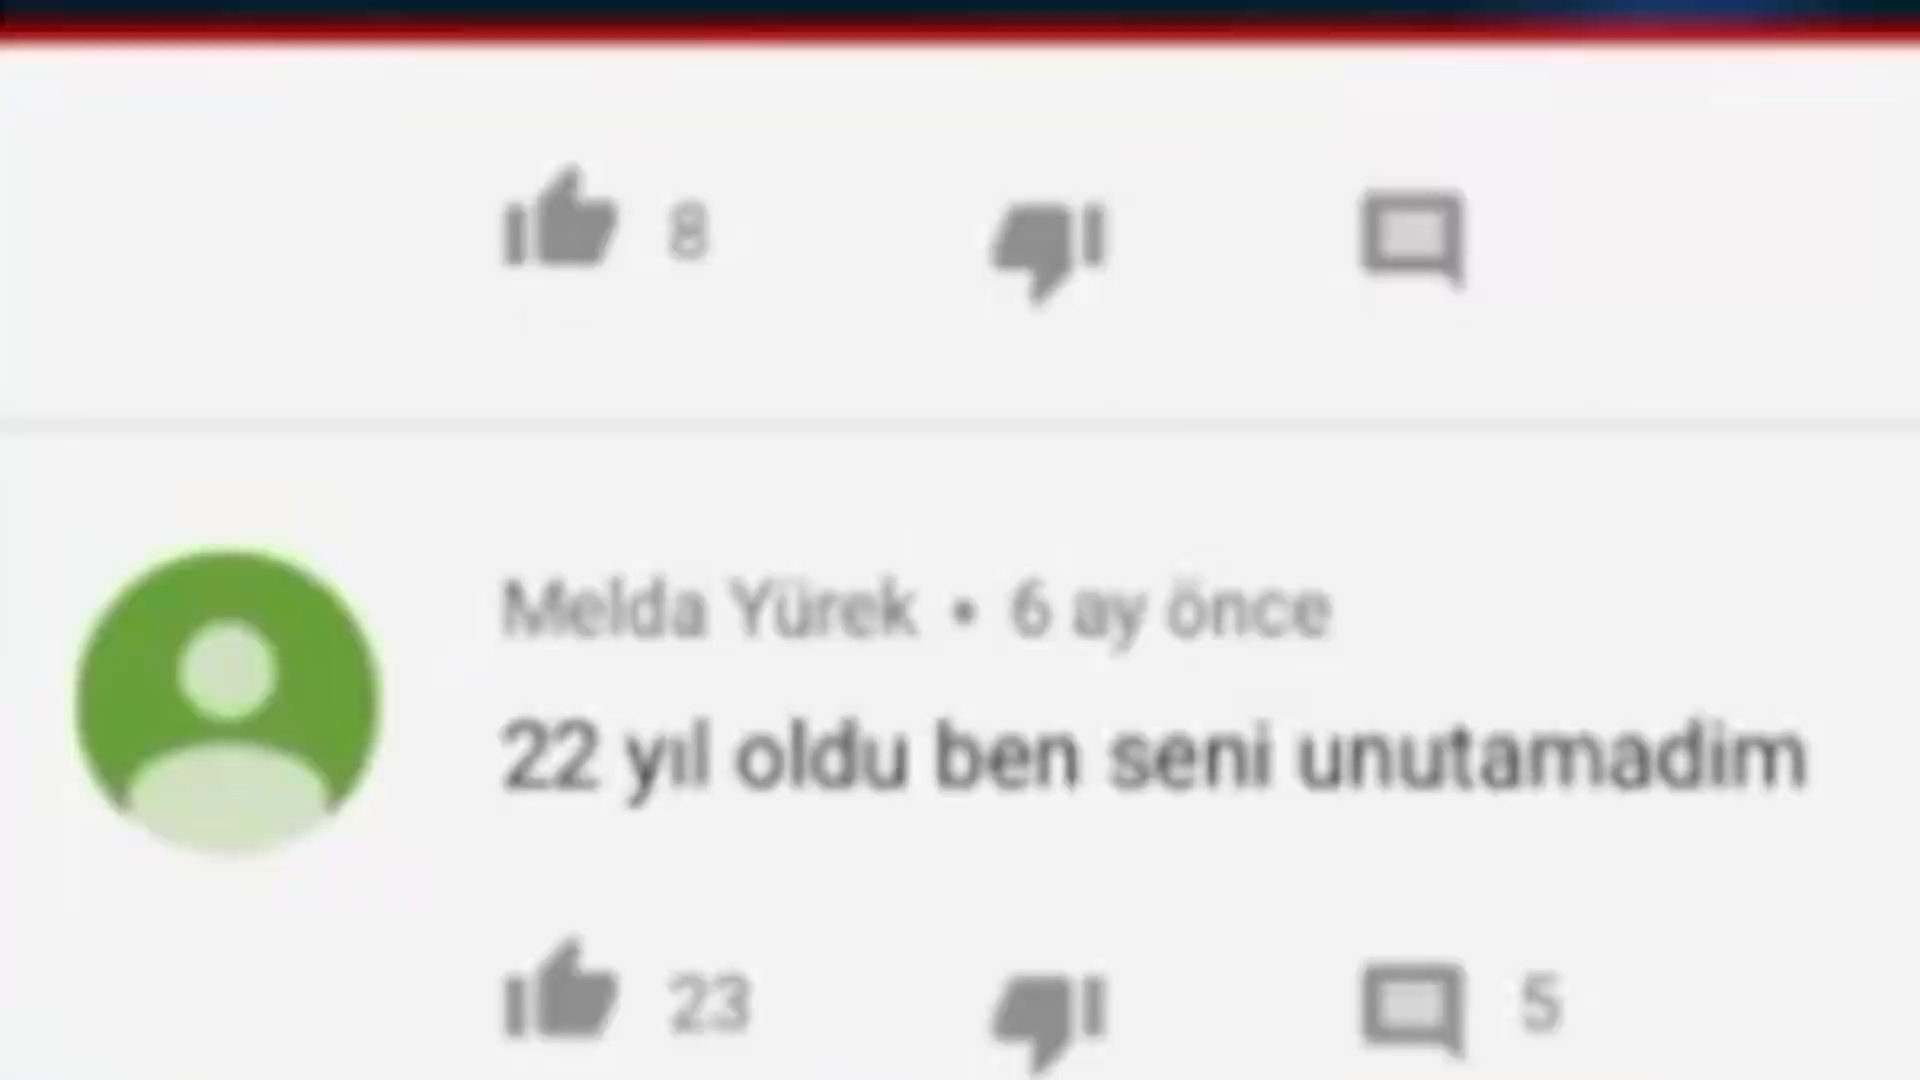 8
Melda Yürek • 6 ay önce
22 yıl oldu ben seni unutamadim
23 5